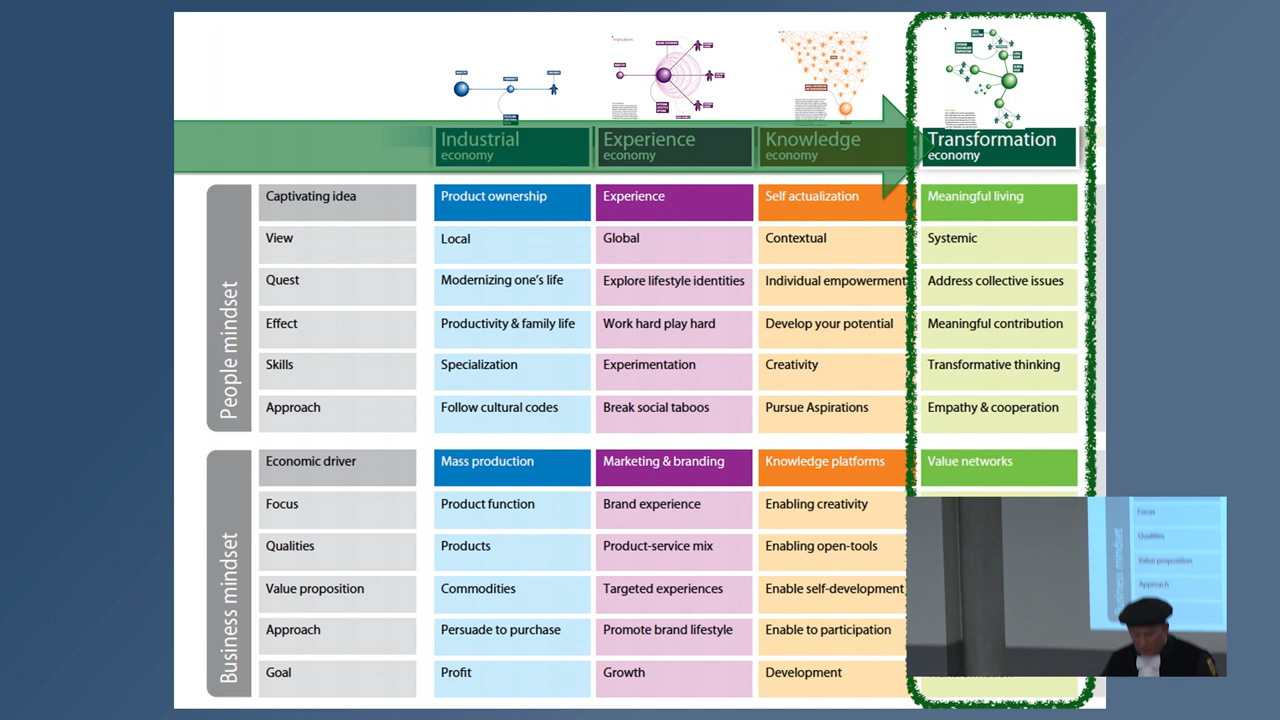 Industrial
economy
Experience
economy
Knowledge
economy
Transformation
economy
People mindset
Captivating idea
Product ownership
Experience
Self actualization
Meaningful living
View
Local
Global
Contextual
Systemic
Quest
Modernizing one's life
Explore lifestyle identities
Individual empowerment
Address collective issues
Effect
Productivity & family life
Work hard play hard
Develop your potential
Meaningful contribution
Skills
Specialization
Experimentation
Creativity
Transformative thinking
Approach
Follow cultural codes
Break social taboos
Pursue Aspirations
Empathy & cooperation
Business mindset
Economic driver
Mass production
Marketing & branding
Knowledge platforms
Value networks
Focus
Product function
Brand experience
Enabling creativity
Qualities
Products
Product-service mix
Enabling open-tools
Value proposition
Commodities
Targeted experiences
Enable self-development
Approach
Persuade to purchase
Promote brand lifestyle
Enable to participation
Goal
Profit
Growth
Development
Focus
Qualities
Value proposition
Approach
Business mindset